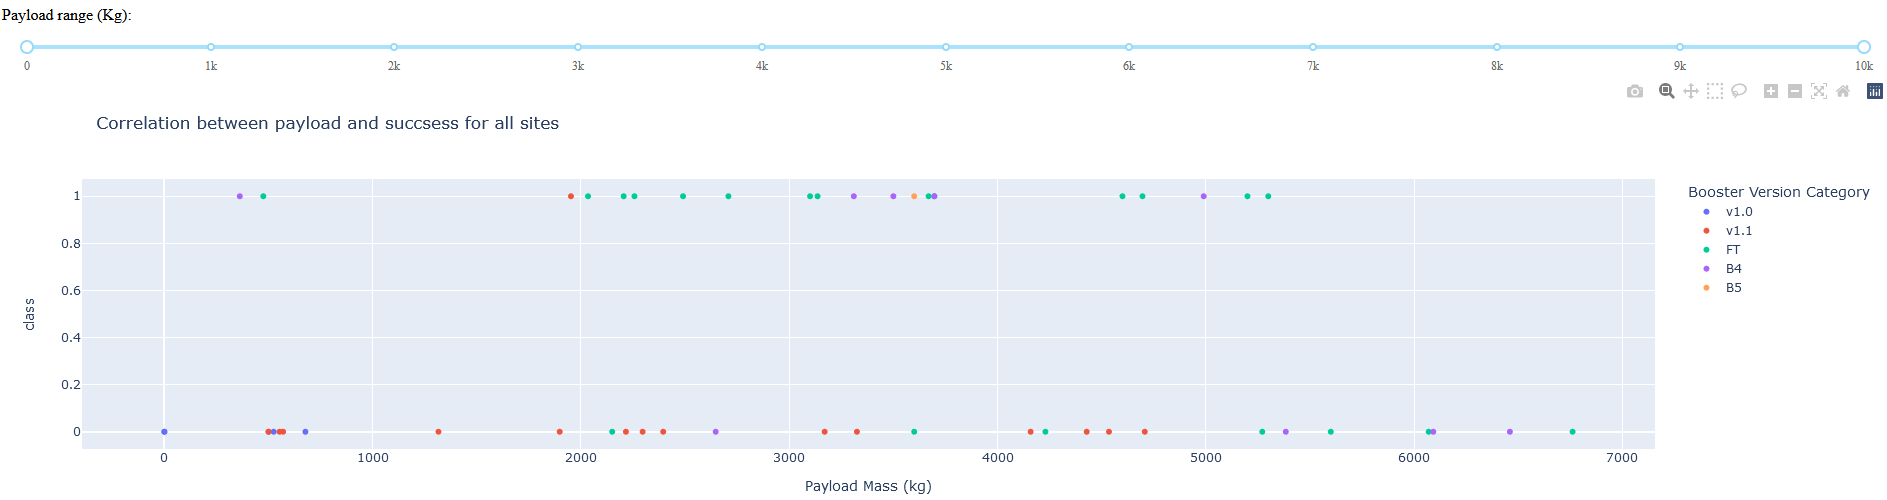 Payload range (Kg):
0 1k 2k 3k 4k 5k 6k 7k 8k 9k 10k
Correlation between payload and succsess for all sites
Booster Version Category
v1.0
v1.1
FT
B4
B5
1
0.8
0.6
0.4
0.2
0
class
0 1000 2000 3000 4000 5000 6000 7000
Payload Mass (kg)